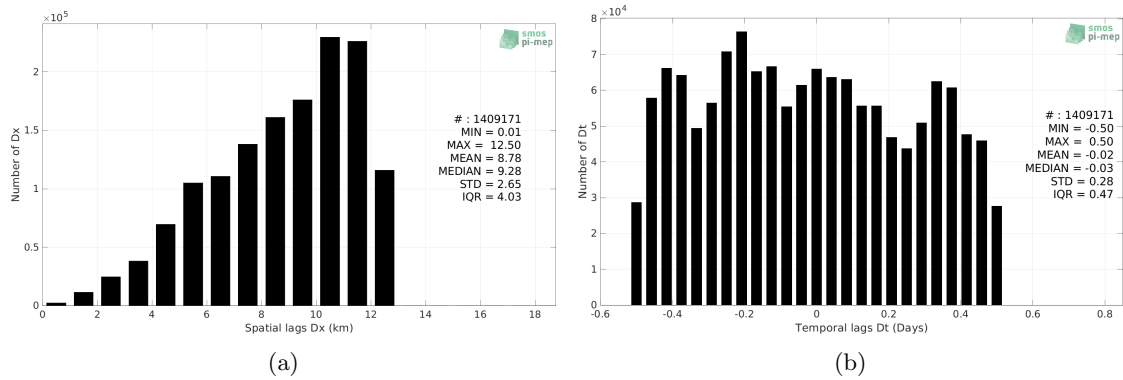 ×10⁵
2
1.5
1
0.5
0
0 2 4 6 8 10 12 14 16 18
Number of Dx
Spatial lags Dx (km)
smos
pi-mep
# : 1409171
MIN = 0.01
MAX = 12.50
MEAN = 8.78
MEDIAN = 9.28
STD = 2.65
IQR = 4.03
(a)
×10⁴
8
7
6
5
4
3
2
1
0
-0.6 -0.4 -0.2 0 0.2 0.4 0.6 0.8
Number of Dt
Temporal lags Dt (Days)
smos
pi-mep
# : 1409171
MIN = -0.50
MAX = 0.50
MEAN = -0.02
MEDIAN = -0.03
STD = 0.28
IQR = 0.47
(b)